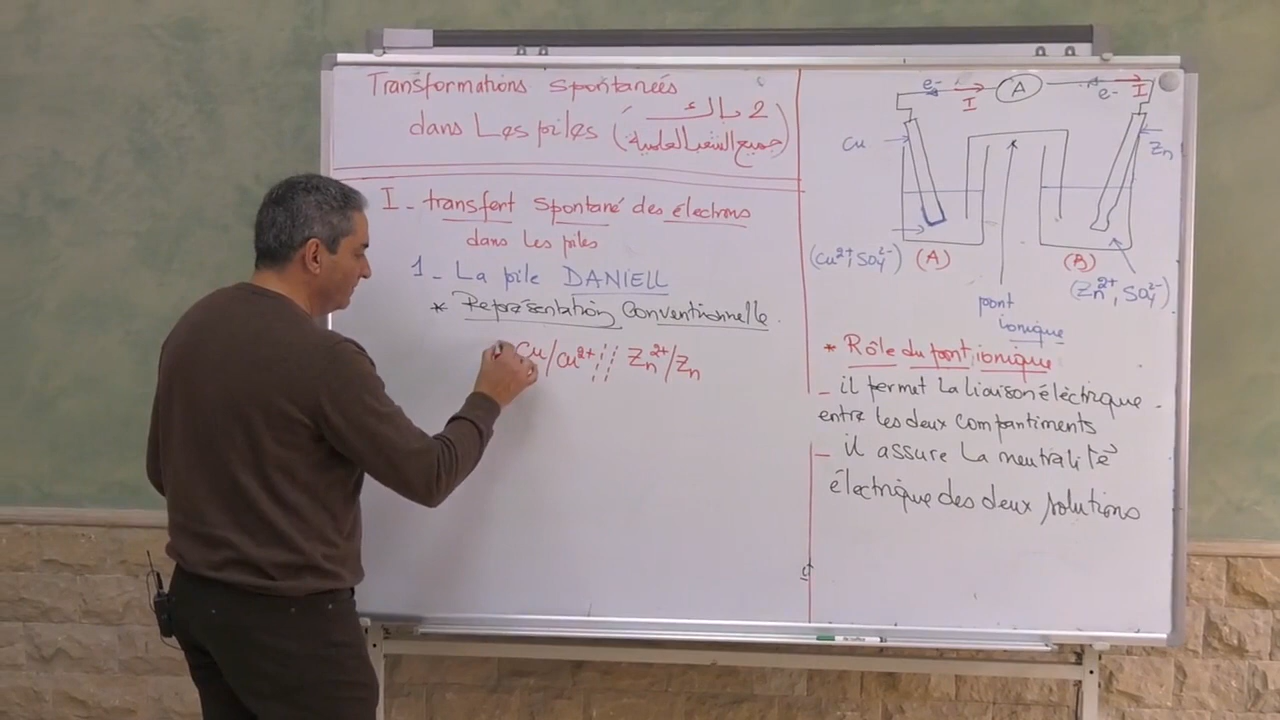 Transformations spontanées
dans Les piles
2 باك
(جميع الشعب العلمية)
I - transfert spontané des électrons
dans Les piles
1 - La pile DANIELL
* Représentation Conventionnelle.
Cu/Cu²⁺ ¦¦ Zn²⁺/Zn
e- I A e- I
Cu
Zn
(Cu²⁺, SO₄²⁻) (A)
(B)
(Zn²⁺, SO₄²⁻)
pont
ionique
* Rôle du pont ionique
- il permet La liaison éléctrique
entre les deux compartiments
- il assure La neutralité
électrique des deux solutions